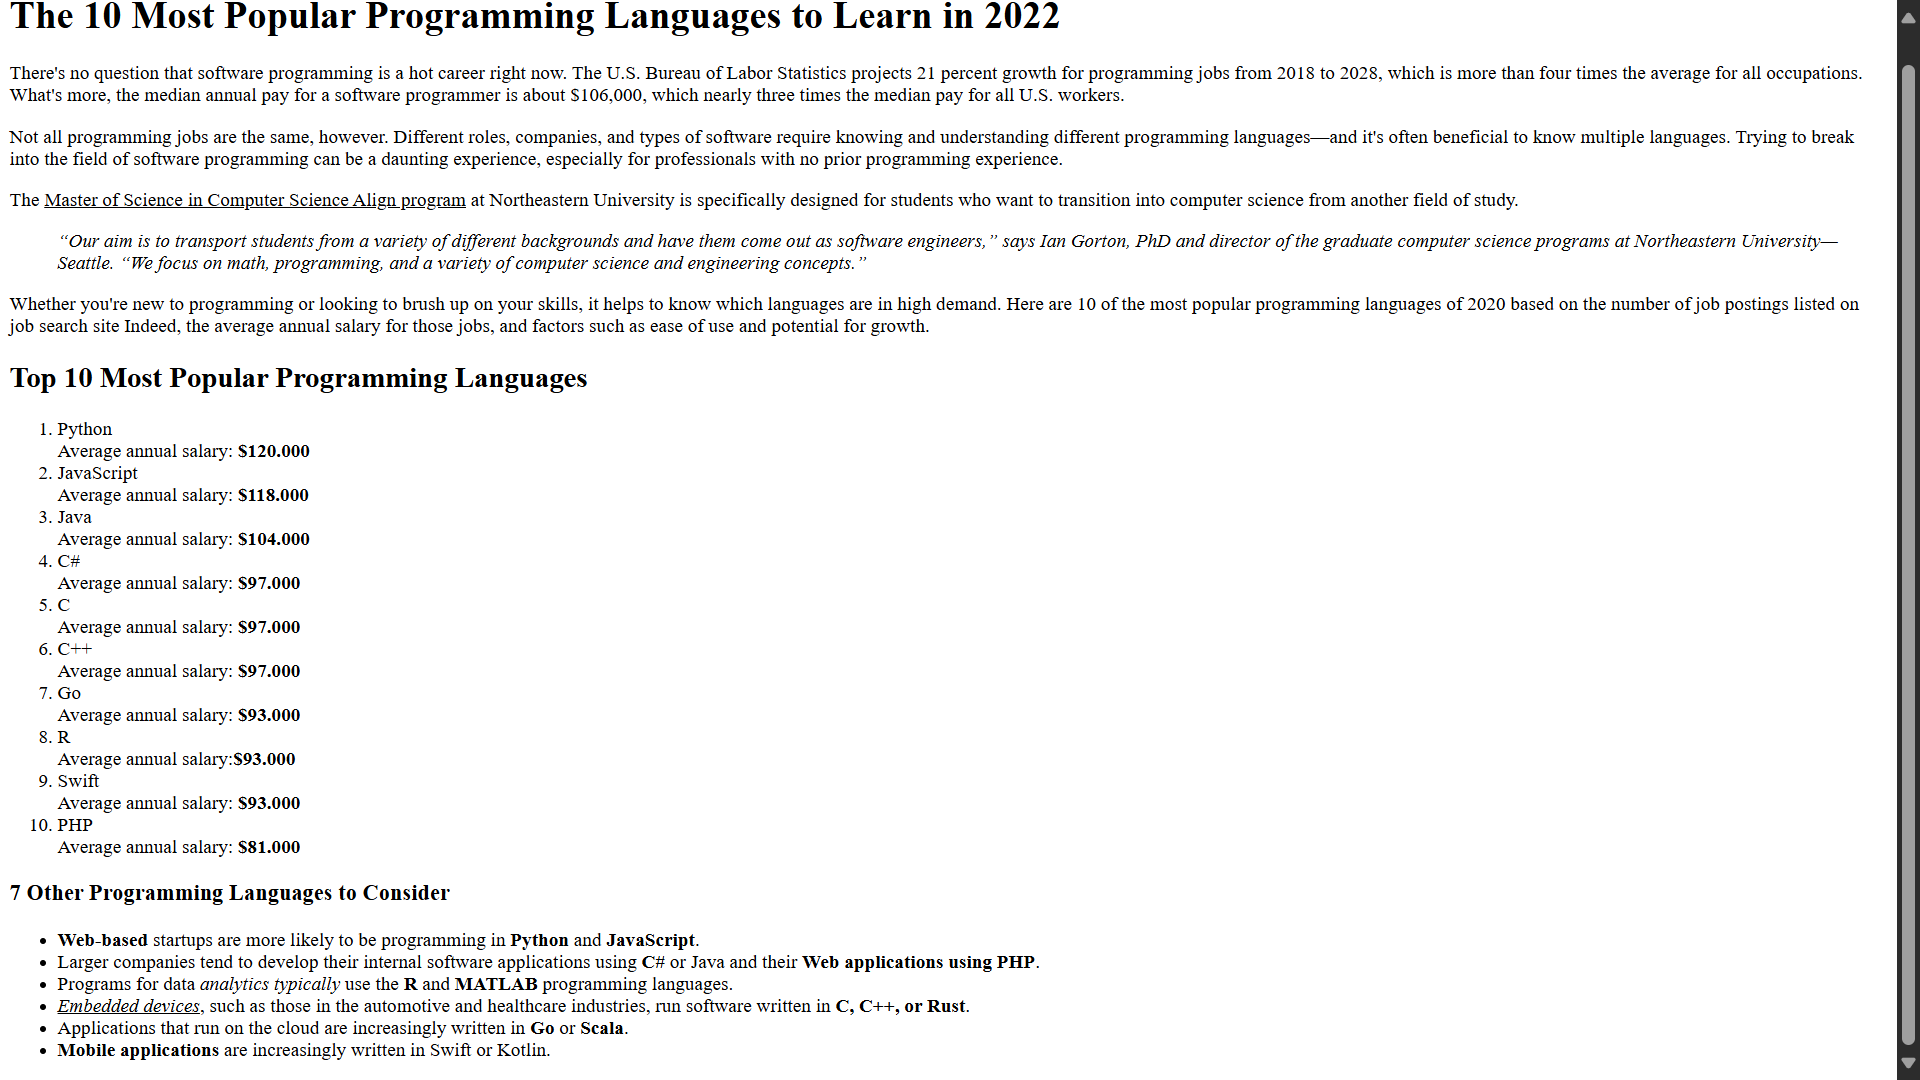 The 10 Most Popular Programming Languages to Learn in 2022
There's no question that software programming is a hot career right now. The U.S. Bureau of Labor Statistics projects 21 percent growth for programming jobs from 2018 to 2028, which is more than four times the average for all occupations.
What's more, the median annual pay for a software programmer is about $106,000, which nearly three times the median pay for all U.S. workers.
Not all programming jobs are the same, however. Different roles, companies, and types of software require knowing and understanding different programming languages—and it's often beneficial to know multiple languages. Trying to break
into the field of software programming can be a daunting experience, especially for professionals with no prior programming experience.
The Master of Science in Computer Science Align program at Northeastern University is specifically designed for students who want to transition into computer science from another field of study.
“Our aim is to transport students from a variety of different backgrounds and have them come out as software engineers,” says Ian Gorton, PhD and director of the graduate computer science programs at Northeastern University—
Seattle. “We focus on math, programming, and a variety of computer science and engineering concepts.”
Whether you're new to programming or looking to brush up on your skills, it helps to know which languages are in high demand. Here are 10 of the most popular programming languages of 2020 based on the number of job postings listed on
job search site Indeed, the average annual salary for those jobs, and factors such as ease of use and potential for growth.
Top 10 Most Popular Programming Languages
1. Python
Average annual salary: $120.000
2. JavaScript
Average annual salary: $118.000
3. Java
Average annual salary: $104.000
4. C#
Average annual salary: $97.000
5. C
Average annual salary: $97.000
6. C++
Average annual salary: $97.000
7. Go
Average annual salary: $93.000
8. R
Average annual salary:$93.000
9. Swift
Average annual salary: $93.000
10. PHP
Average annual salary: $81.000
7 Other Programming Languages to Consider
• Web-based startups are more likely to be programming in Python and JavaScript.
• Larger companies tend to develop their internal software applications using C# or Java and their Web applications using PHP.
• Programs for data analytics typically use the R and MATLAB programming languages.
• Embedded devices, such as those in the automotive and healthcare industries, run software written in C, C++, or Rust.
• Applications that run on the cloud are increasingly written in Go or Scala.
• Mobile applications are increasingly written in Swift or Kotlin.